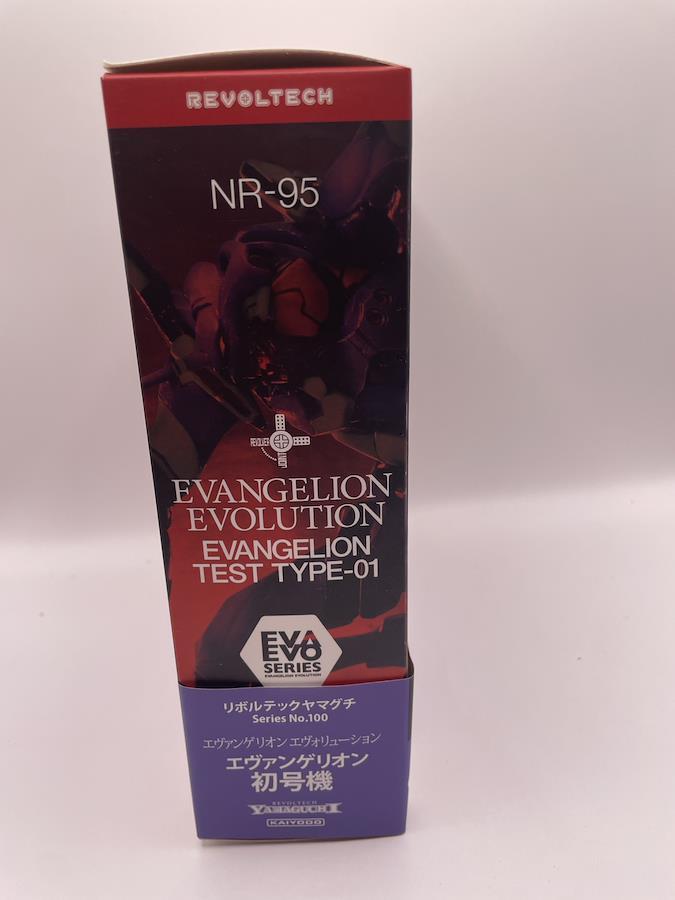 REVOLTECH
NR-95
REVOLVER
JOINT
EVANGELION
EVOLUTION
EVANGELION
TEST TYPE-01
EVA
EVO
SERIES
EVANGELION EVOLUTION
リボルテックヤマグチ
Series No.100
エヴァンゲリオン エヴォリューション
エヴァンゲリオン
初号機
REVOLTECH
YAMAGUCHI
KAIYODO